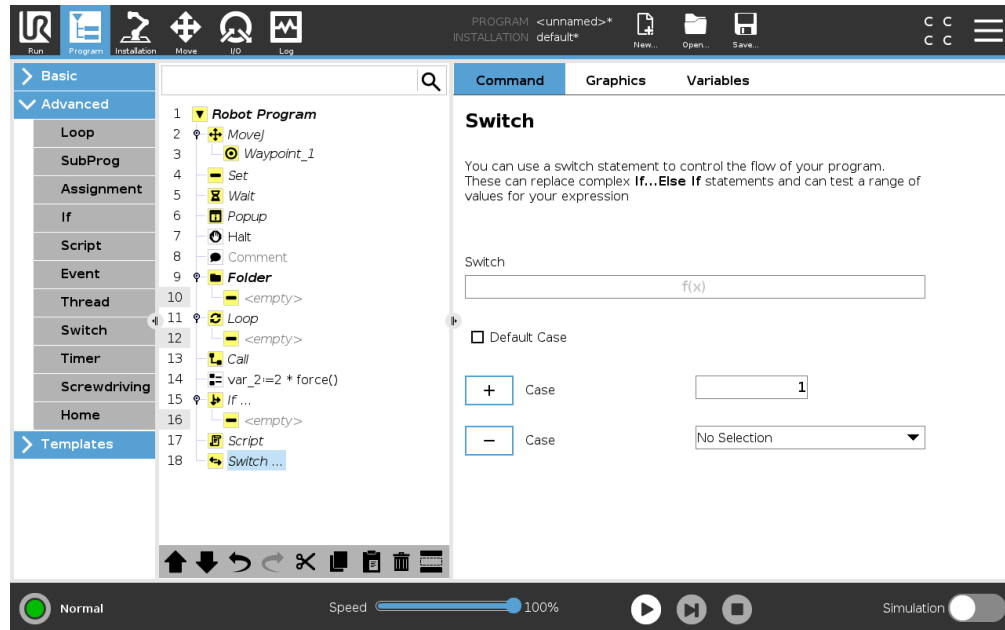 PROGRAM <unnamed>*
INSTALLATION default*
Run Program Installation Move I/O Log New... Open... Save...
C C
C C
Basic
Advanced
Loop
SubProg
Assignment
If
Script
Event
Thread
Switch
Timer
Screwdriving
Home
Templates
1 Robot Program
2 MoveJ
3 Waypoint_1
4 Set
5 Wait
6 Popup
7 Halt
8 Comment
9 Folder
10 <empty>
11 Loop
12 <empty>
13 Call
14 var_2:=2 * force()
15 If ...
16 <empty>
17 Script
18 Switch ...
Command Graphics Variables
Switch
You can use a switch statement to control the flow of your program.
These can replace complex If...Else If statements and can test a range of
values for your expression
Switch
f(x)
Default Case
+ Case 1
− Case No Selection
Normal Speed 100% Simulation